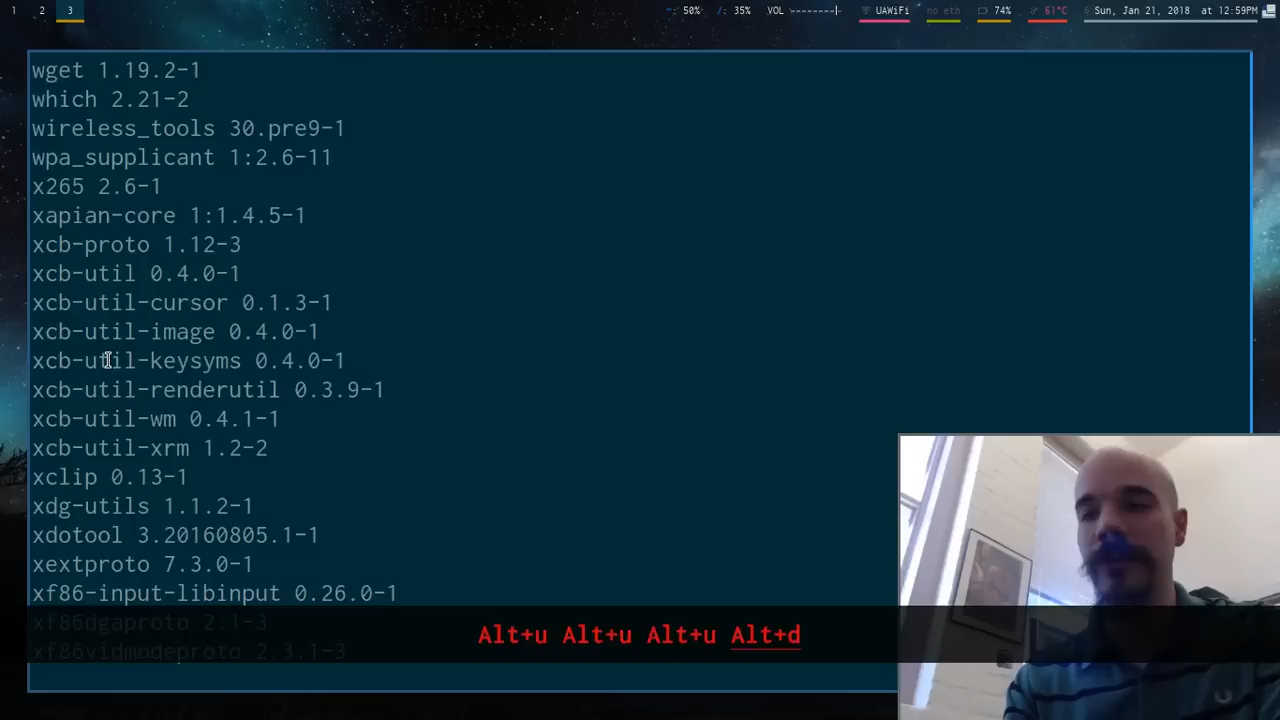 1 2 3 ~: 50% /: 35% VOL --------| UAWiFi no eth 74% 61°C Sun, Jan 21, 2018 at 12:59PM
wget 1.19.2-1
which 2.21-2
wireless_tools 30.pre9-1
wpa_supplicant 1:2.6-11
x265 2.6-1
xapian-core 1:1.4.5-1
xcb-proto 1.12-3
xcb-util 0.4.0-1
xcb-util-cursor 0.1.3-1
xcb-util-image 0.4.0-1
xcb-util-keysyms 0.4.0-1
xcb-util-renderutil 0.3.9-1
xcb-util-wm 0.4.1-1
xcb-util-xrm 1.2-2
xclip 0.13-1
xdg-utils 1.1.2-1
xdotool 3.20160805.1-1
xextproto 7.3.0-1
xf86-input-libinput 0.26.0-1
xf86dgaproto 2.1-3
Alt+u Alt+u Alt+u Alt+d
xf86vidmodeproto 2.3.1-3